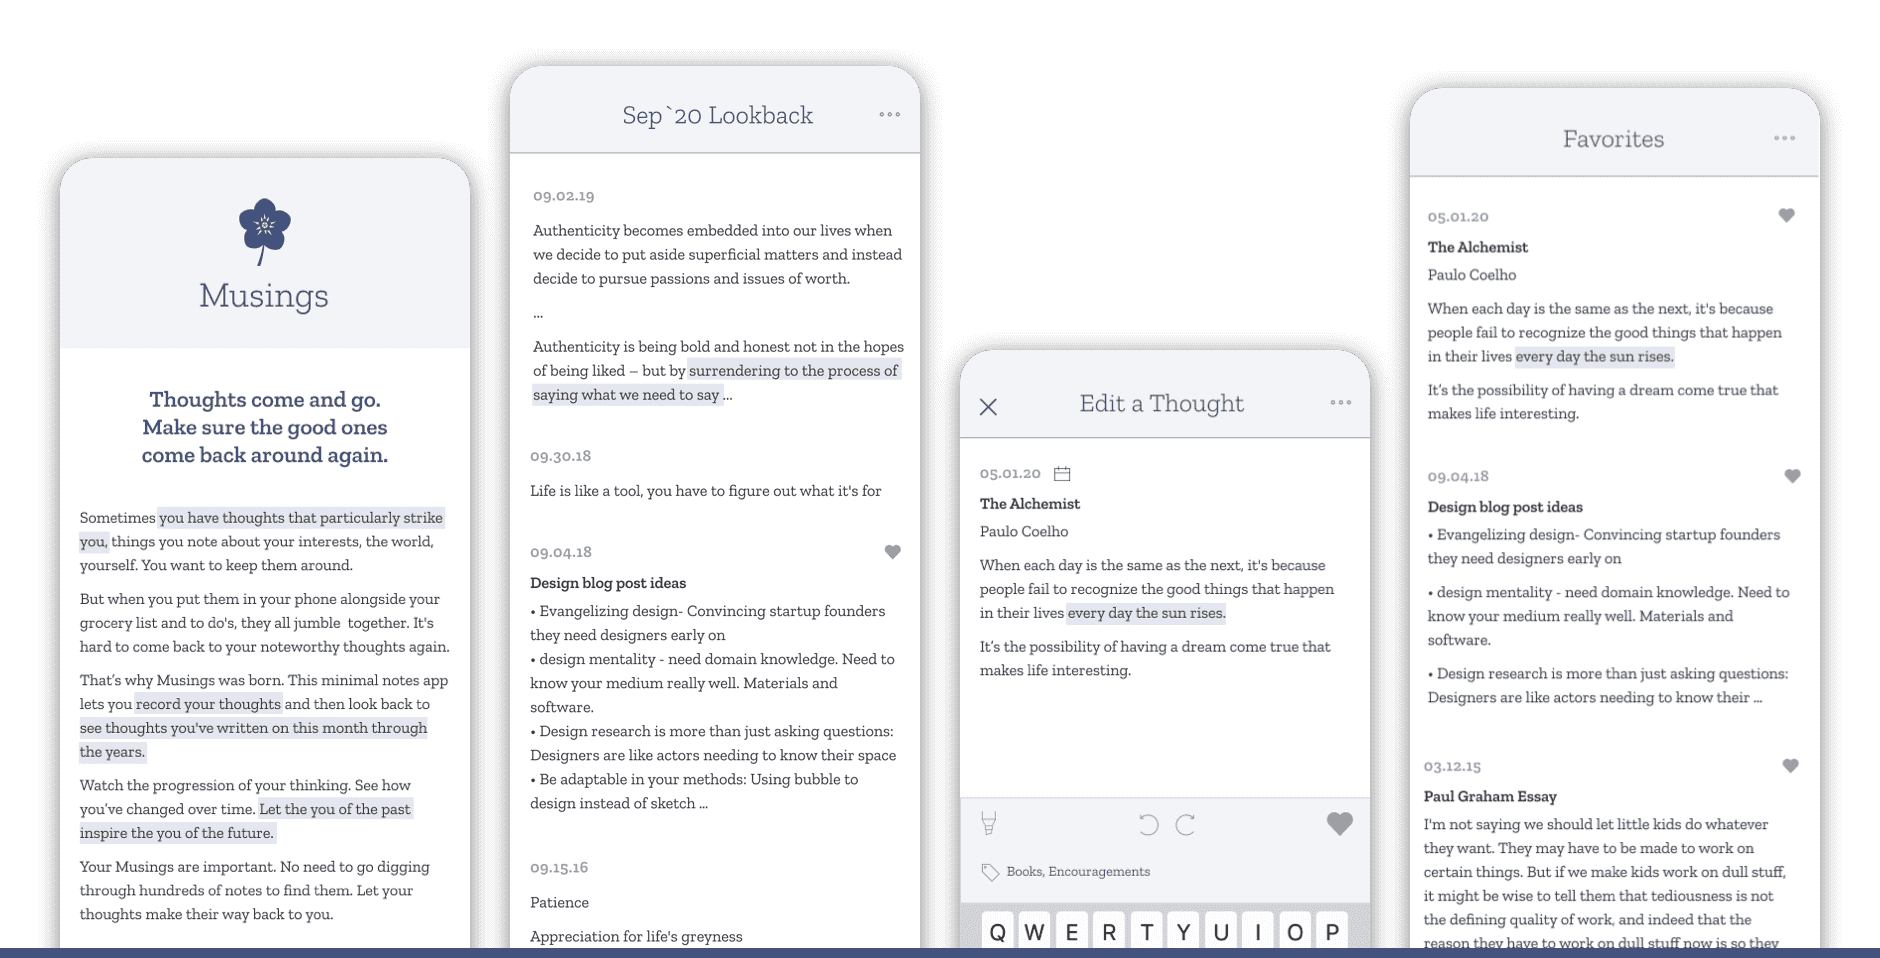 Musings
Thoughts come and go.
Make sure the good ones
come back around again.
Sometimes you have thoughts that particularly strike
you, things you note about your interests, the world,
yourself. You want to keep them around.
But when you put them in your phone alongside your
grocery list and to do's, they all jumble  together. It's
hard to come back to your noteworthy thoughts again.
That's why Musings was born. This minimal notes app
lets you record your thoughts and then look back to
see thoughts you've written on this month through
the years.
Watch the progression of your thinking. See how
you've changed over time. Let the you of the past
inspire the you of the future.
Your Musings are important. No need to go digging
through hundreds of notes to find them. Let your
thoughts make their way back to you.
Sep`20 Lookback
09.02.19
Authenticity becomes embedded into our lives when
we decide to put aside superficial matters and instead
decide to pursue passions and issues of worth.
...
Authenticity is being bold and honest not in the hopes
of being liked – but by surrendering to the process of
saying what we need to say ...
09.30.18
Life is like a tool, you have to figure out what it's for
09.04.18
Design blog post ideas
• Evangelizing design- Convincing startup founders
they need designers early on
• design mentality - need domain knowledge. Need to
know your medium really well. Materials and
software.
• Design research is more than just asking questions:
Designers are like actors needing to know their space
• Be adaptable in your methods: Using bubble to
design instead of sketch ...
09.15.16
Patience
Appreciation for life's greyness
Edit a Thought
05.01.20
The Alchemist
Paulo Coelho
When each day is the same as the next, it's because
people fail to recognize the good things that happen
in their lives every day the sun rises.
It's the possibility of having a dream come true that
makes life interesting.
Books, Encouragements
Q W E R T Y U I O P
Favorites
05.01.20
The Alchemist
Paulo Coelho
When each day is the same as the next, it's because
people fail to recognize the good things that happen
in their lives every day the sun rises.
It's the possibility of having a dream come true that
makes life interesting.
09.04.18
Design blog post ideas
• Evangelizing design- Convincing startup founders
they need designers early on
• design mentality - need domain knowledge. Need to
know your medium really well. Materials and
software.
• Design research is more than just asking questions:
Designers are like actors needing to know their ...
03.12.15
Paul Graham Essay
I'm not saying we should let little kids do whatever
they want. They may have to be made to work on
certain things. But if we make kids work on dull stuff,
it might be wise to tell them that tediousness is not
the defining quality of work, and indeed that the
reason they have to work on dull stuff now is so they